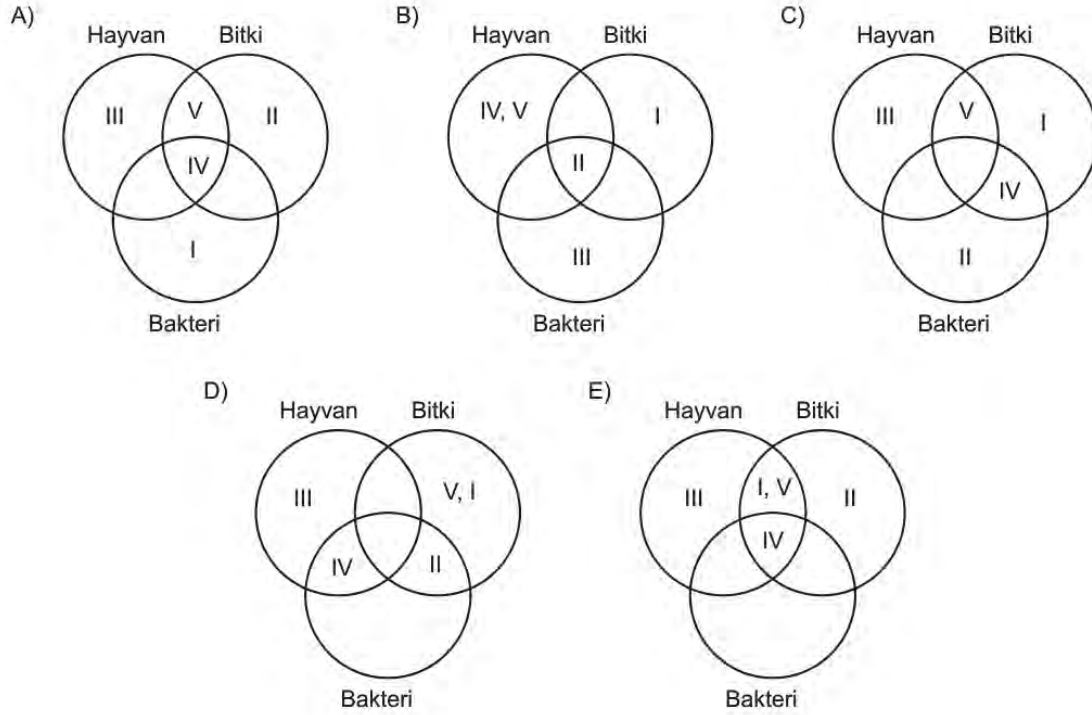 A)
Hayvan Bitki
III V II
IV
I
Bakteri
B)
Hayvan Bitki
IV, V I
II
III
Bakteri
C)
Hayvan Bitki
III V I
IV
II
Bakteri
D)
Hayvan Bitki
III V, I
IV II
Bakteri
E)
Hayvan Bitki
III I, V II
IV
Bakteri